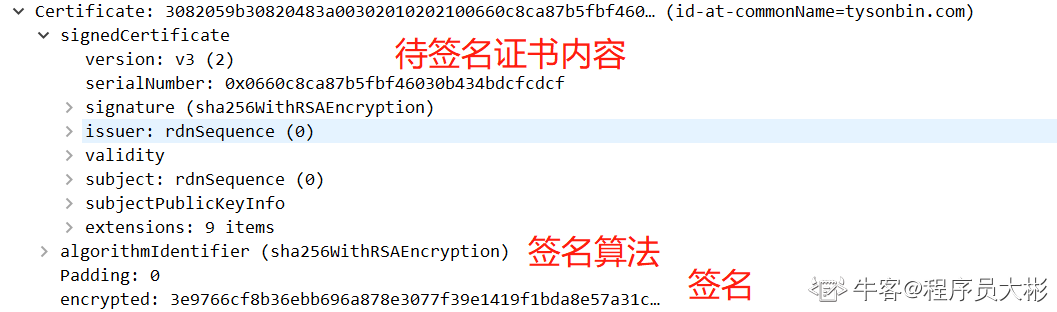 Certificate: 3082059b30820483a00302010202100660c8ca87b5fbf460… (id-at-commonName=tysonbin.com)
signedCertificate
待签名证书内容
version: v3 (2)
serialNumber: 0x0660c8ca87b5fbf46030b434bdcfcdcf
signature (sha256WithRSAEncryption)
issuer: rdnSequence (0)
validity
subject: rdnSequence (0)
subjectPublicKeyInfo
extensions: 9 items
algorithmIdentifier (sha256WithRSAEncryption) 签名算法
Padding: 0
签名
encrypted: 3e9766cf8b36ebb696a878e3077f39e1419f1bda8e57a31c…
牛客@程序员大彬